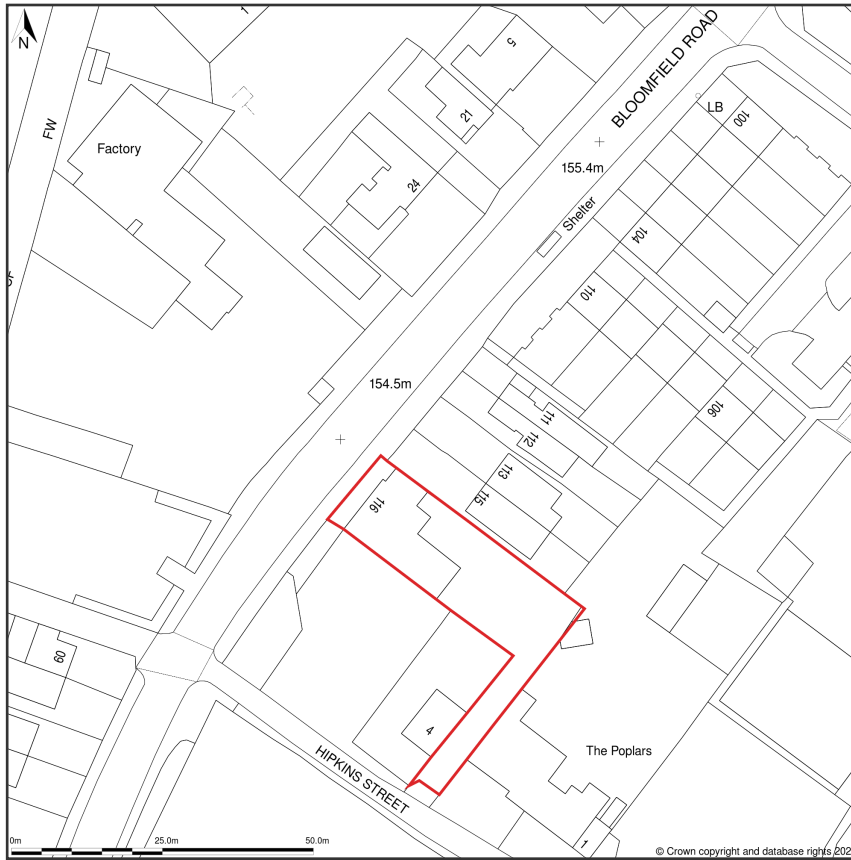 N
1
5
BLOOMFIELD ROAD
LB
100
FW
Factory
21
24
155.4m
Shelter
104
110
154.5m
111
112
106
113
115
116
60
4
HIPKINS STREET
The Poplars
1
0m 25.0m 50.0m
© Crown copyright and database rights 202